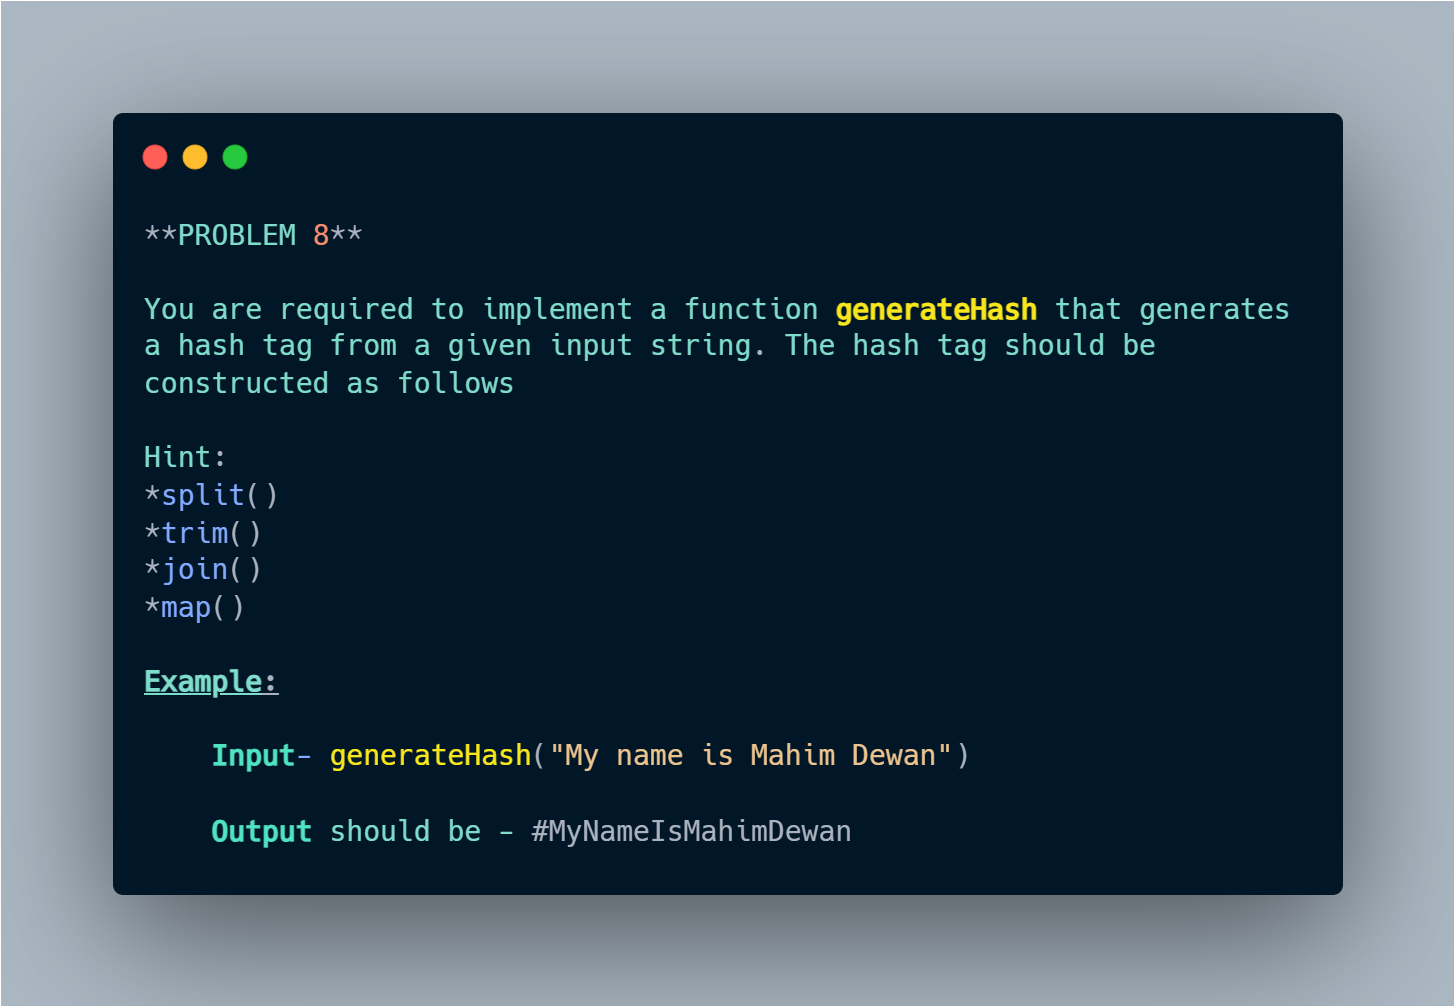 **PROBLEM 8**
You are required to implement a function generateHash that generates
a hash tag from a given input string. The hash tag should be
constructed as follows
Hint:
*split()
*trim()
*join()
*map()
Example:
Input- generateHash("My name is Mahim Dewan")
Output should be - #MyNameIsMahimDewan